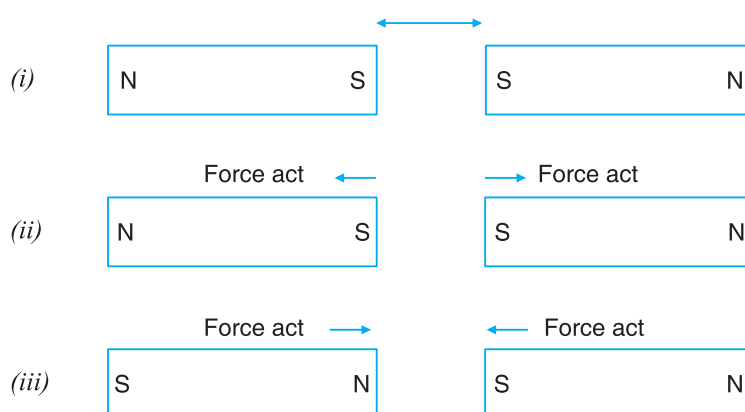 (i) N S S N
Force act Force act
(ii) N S S N
Force act Force act
(iii) S N S N